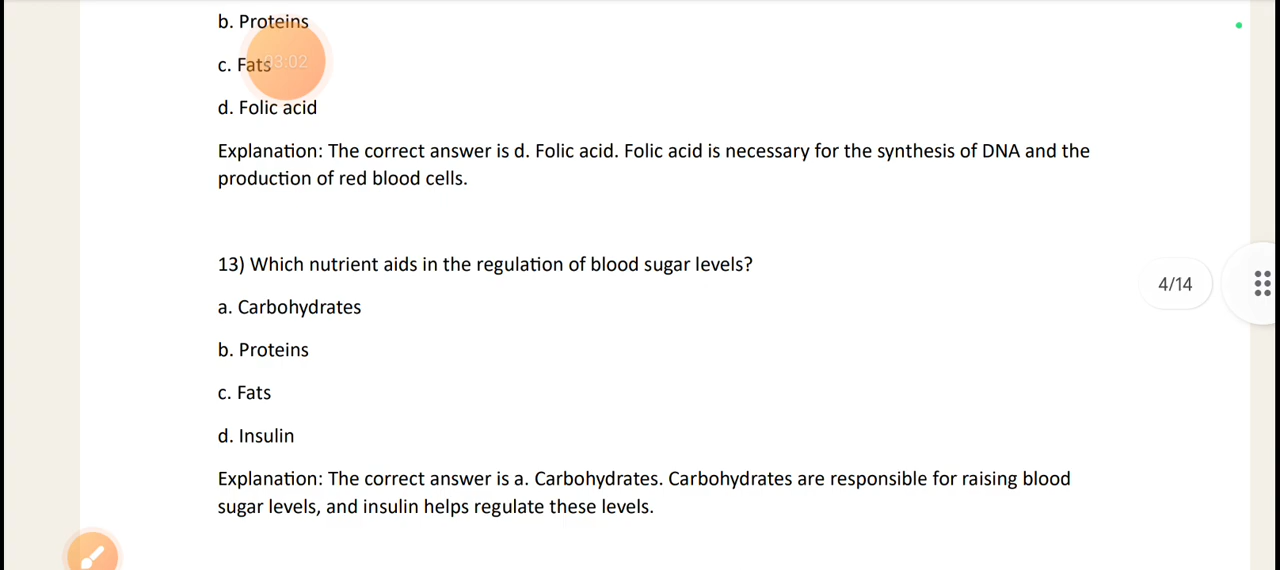 b. Proteins
c. Fats
03:02
d. Folic acid
Explanation: The correct answer is d. Folic acid. Folic acid is necessary for the synthesis of DNA and the
production of red blood cells.
13) Which nutrient aids in the regulation of blood sugar levels?
a. Carbohydrates
4/14
b. Proteins
c. Fats
d. Insulin
Explanation: The correct answer is a. Carbohydrates. Carbohydrates are responsible for raising blood
sugar levels, and insulin helps regulate these levels.